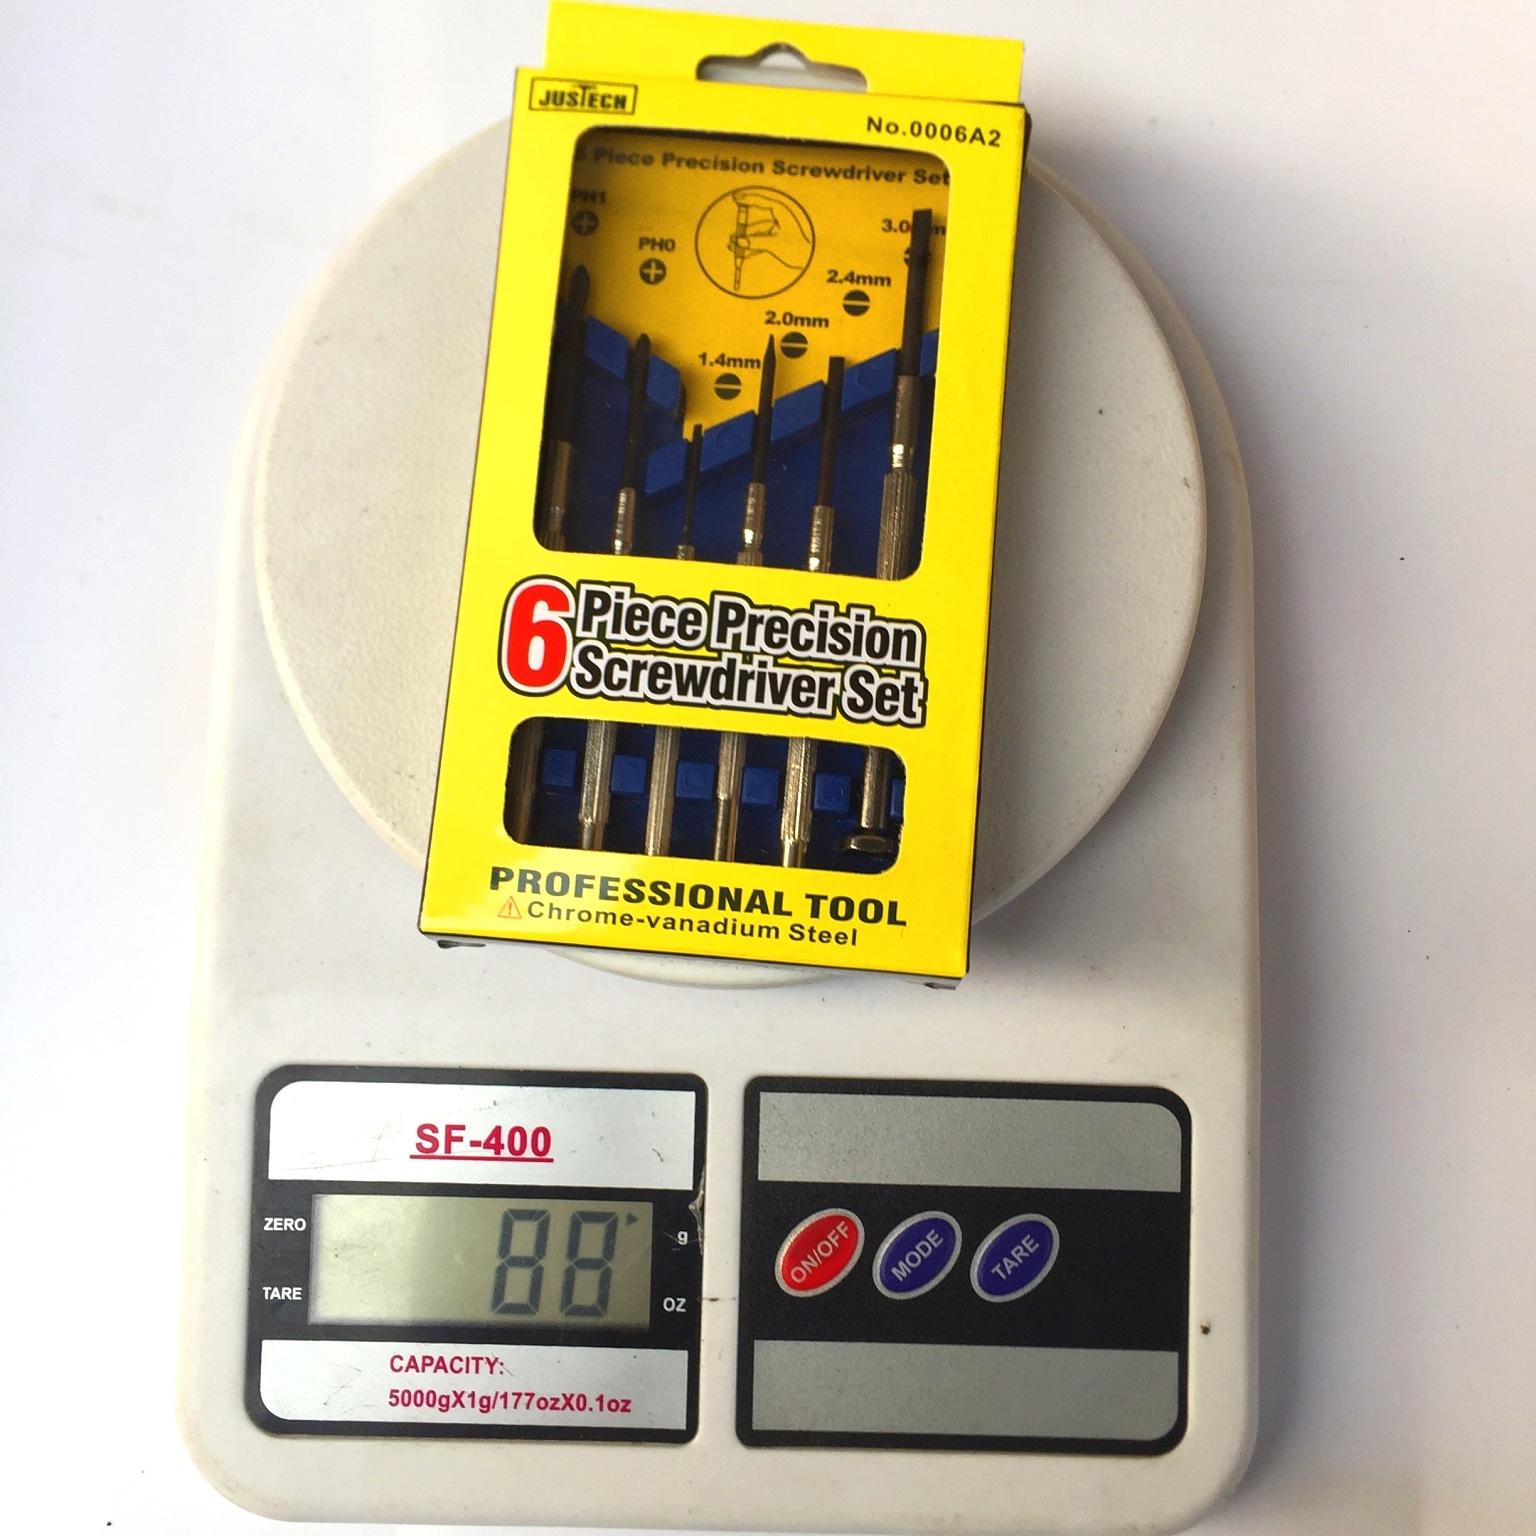 JUSTECH
No.0006A2
6 Piece Precision Screwdriver Set
PH1
PH0
3.0mm
2.4mm
2.0mm
1.4mm
6 Piece Precision
Screwdriver Set
PROFESSIONAL TOOL
Chrome-vanadium Steel
SF-400
ZERO
TARE
88
g
OZ
CAPACITY:
5000gX1g/177ozX0.1oz
ON/OFF
MODE
TARE